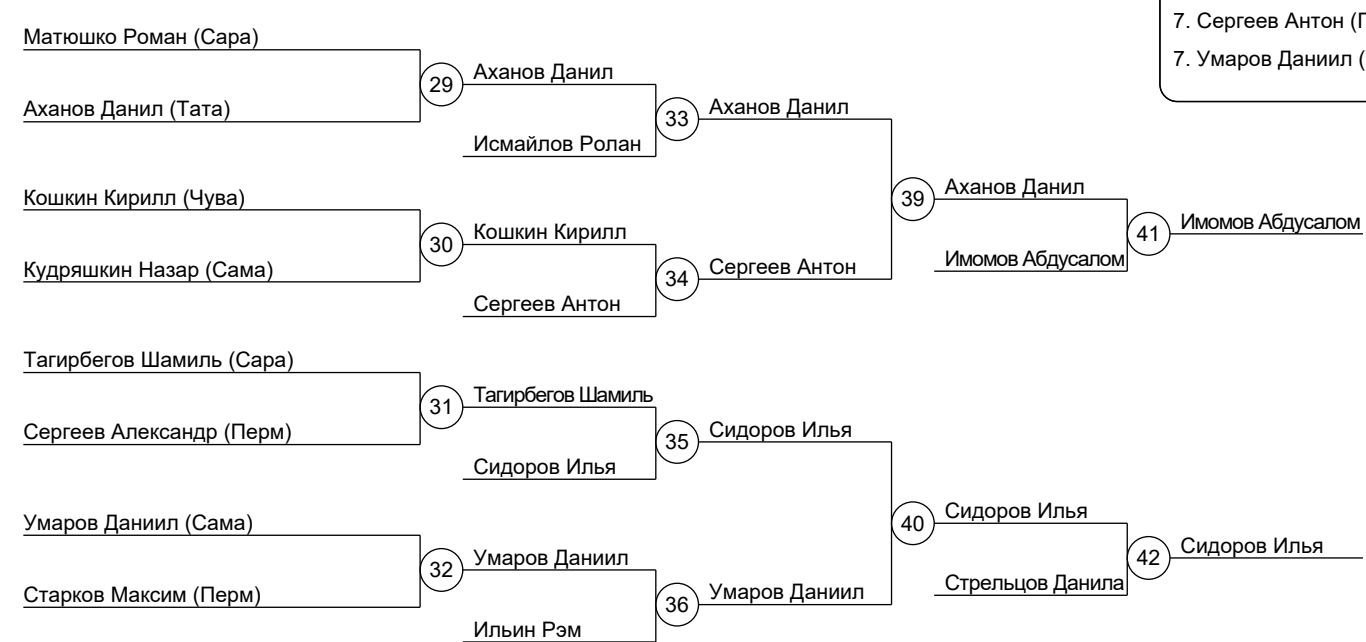 7. Сергеев Антон (П
7. Умаров Даниил (
Матюшко Роман (Сара)
29
Аханов Данил
Аханов Данил (Тата)
33
Аханов Данил
Исмайлов Ролан
39
Аханов Данил
Кошкин Кирилл (Чува)
30
Кошкин Кирилл
Кудряшкин Назар (Сама)
34
Сергеев Антон
Сергеев Антон
Имомов Абдусалом
41
Имомов Абдусалом
Тагирбегов Шамиль (Сара)
31
Тагирбегов Шамиль
Сергеев Александр (Перм)
35
Сидоров Илья
Сидоров Илья
40
Сидоров Илья
Умаров Даниил (Сама)
32
Умаров Даниил
Старков Максим (Перм)
36
Умаров Даниил
Ильин Рэм
Стрельцов Данила
42
Сидоров Илья